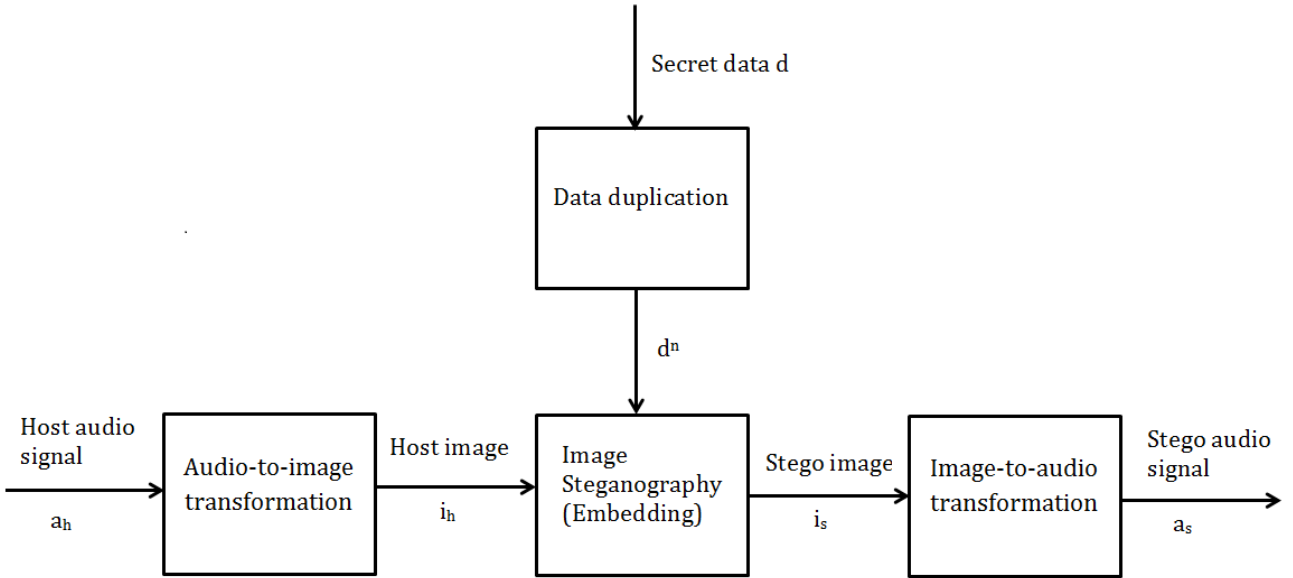 Secret data d
Data duplication
dⁿ
Host audio
signal
aₕ
Audio-to-image
transformation
Host image
iₕ
Image
Steganography
(Embedding)
Stego image
iₛ
Image-to-audio
transformation
Stego audio
signal
aₛ